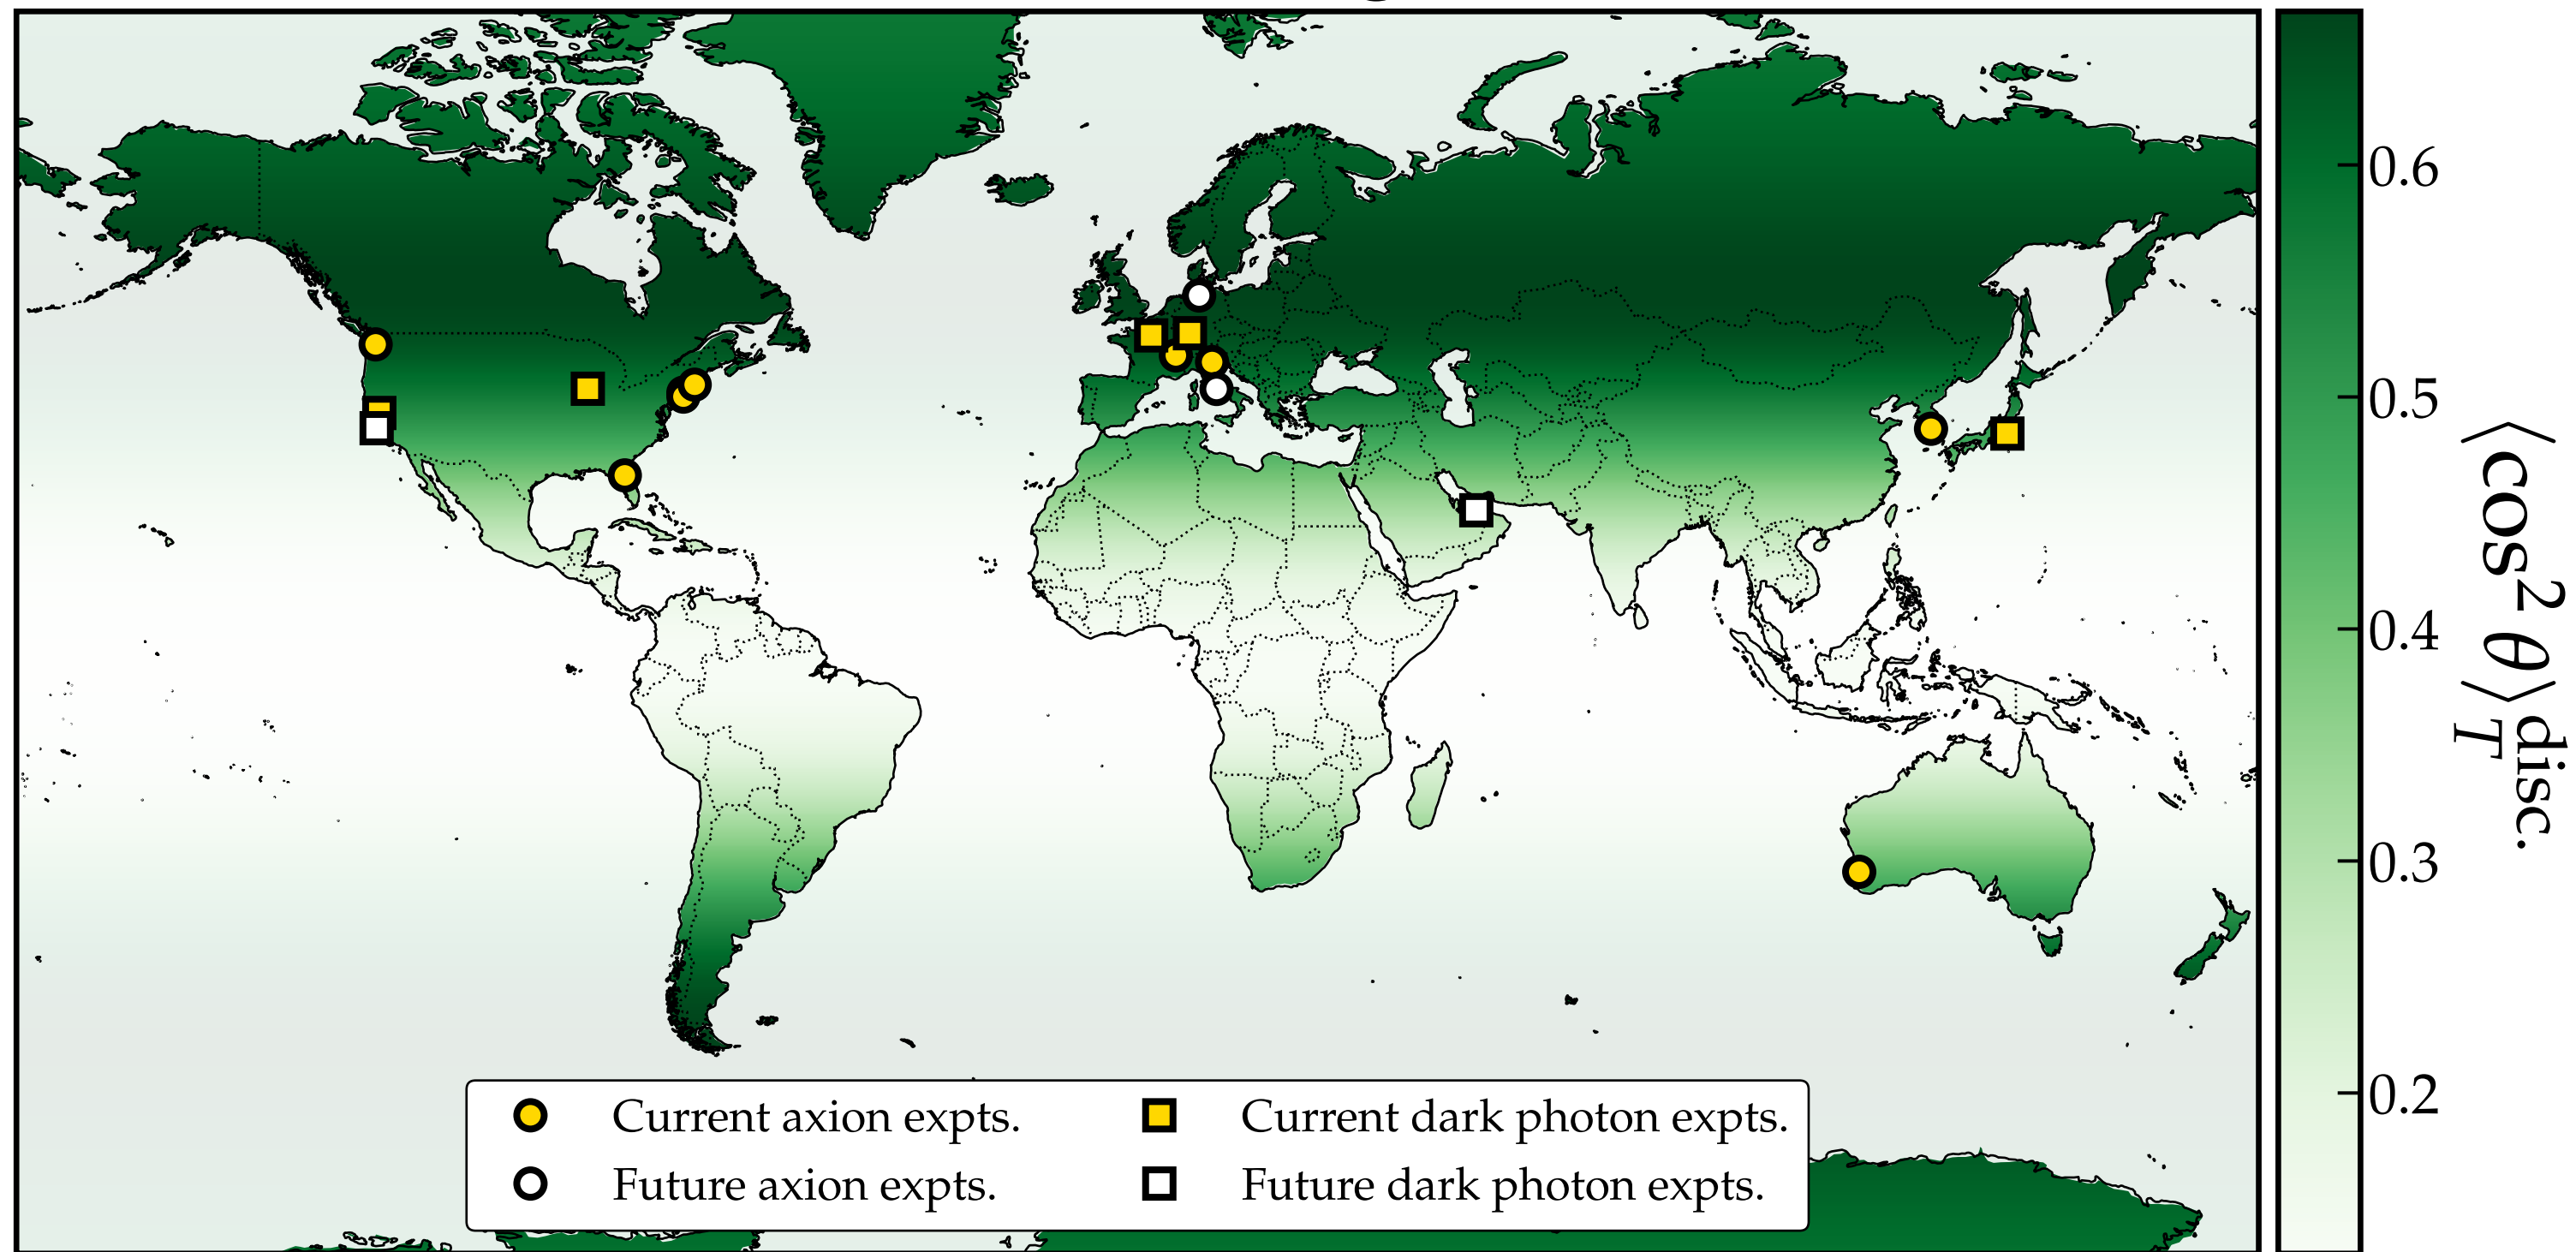 0.6
0.5
0.4
0.3
0.2
⟨cos² θ⟩_T^disc.
Current axion expts.
Future axion expts.
Current dark photon expts.
Future dark photon expts.